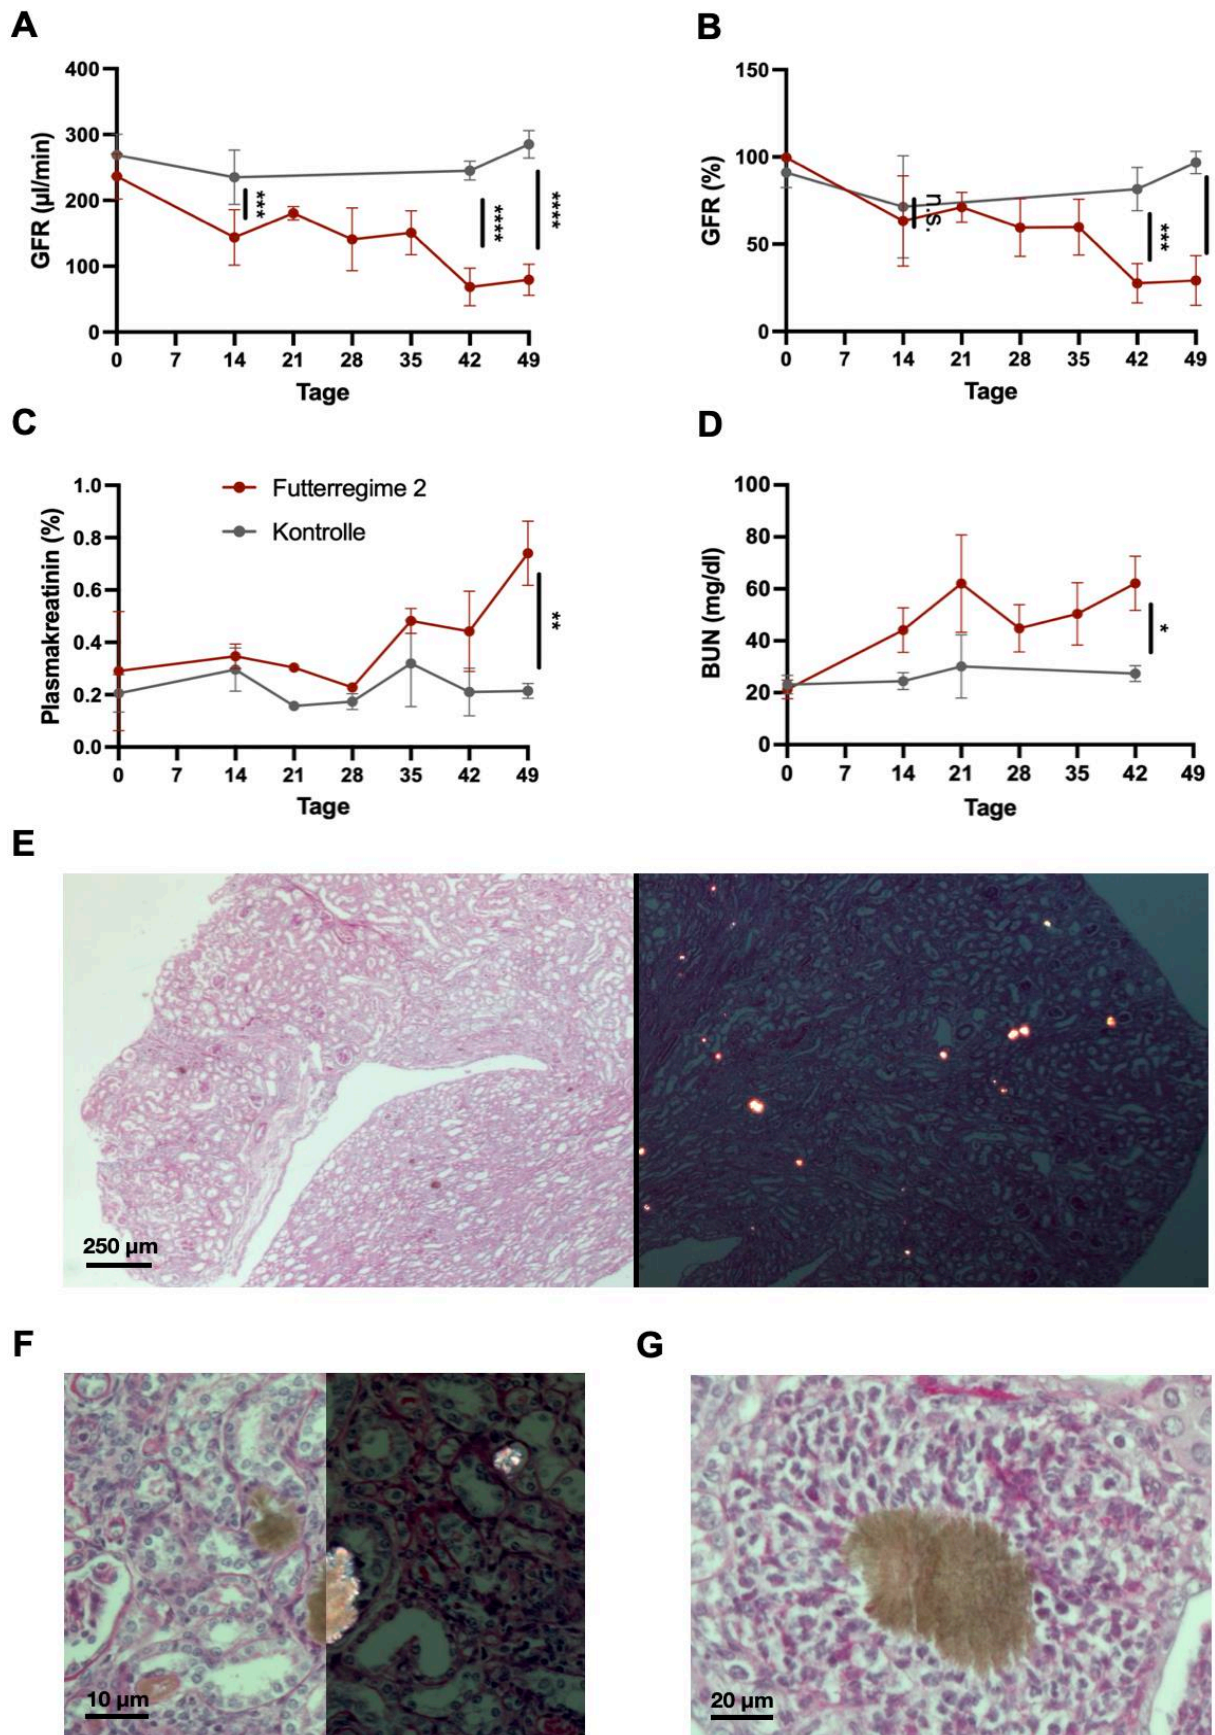 A
400
300
200
100
0
GFR (µl/min)
***
****
****
0 7 14 21 28 35 42 49
Tage
B
150
100
50
0
GFR (%)
n.s.
***
0 7 14 21 28 35 42 49
Tage
C
1.0
0.8
0.6
0.4
0.2
0.0
Plasmakreatinin (%)
Futterregime 2
Kontrolle
**
0 7 14 21 28 35 42 49
Tage
D
100
80
60
40
20
0
BUN (mg/dl)
*
0 7 14 21 28 35 42 49
Tage
E
250 µm
F
10 µm
G
20 µm